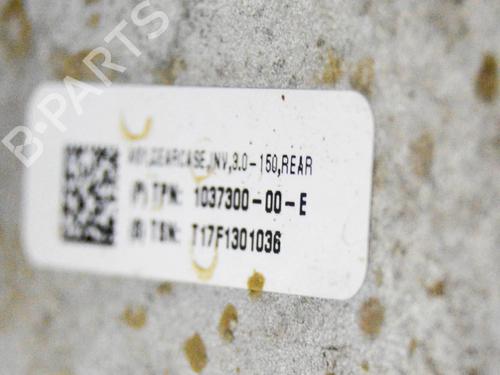 B-PARTS
ASY,GEARCASE,INV,3.0-150,REAR
(P) TPN: 1037300-00-E
(S) TSN: T17F1301036